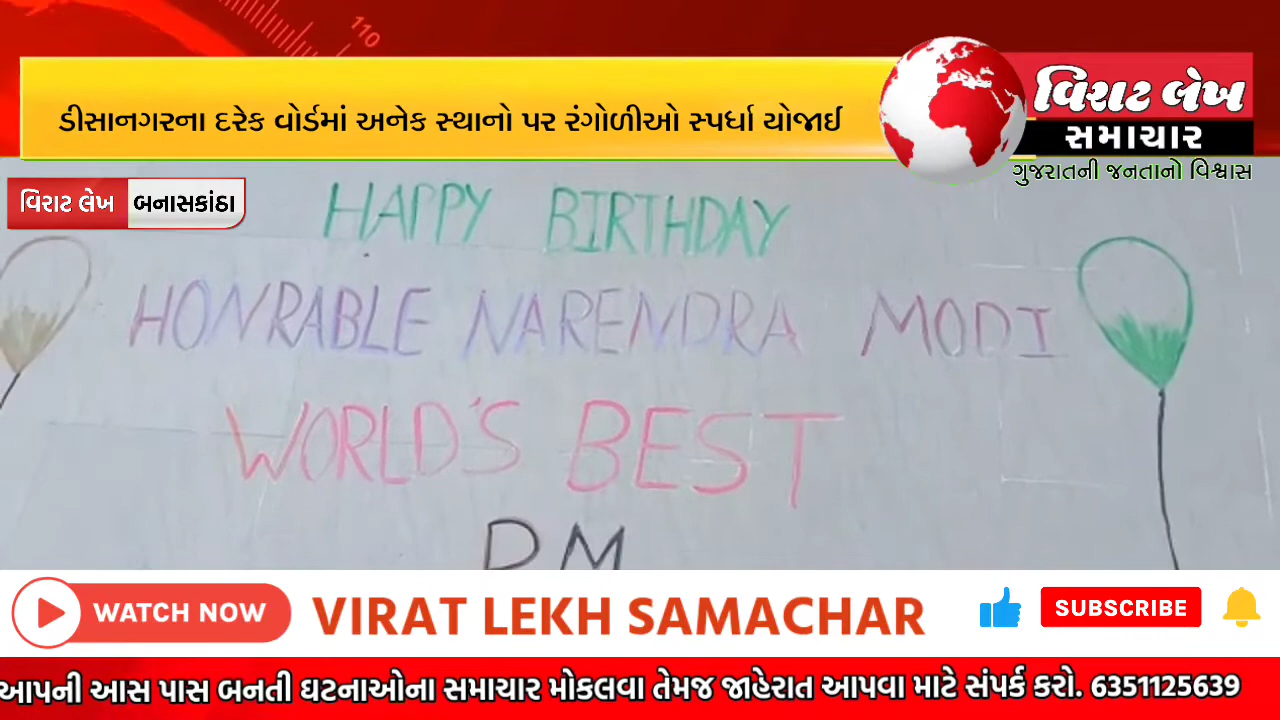 110
ડીસાનગરના દરેક વોર્ડમાં અનેક સ્થાનો પર રંગોળીઓ સ્પર્ધા યોજાઈ
વિરાટ લેખ
સમાચાર
ગુજરાતની જનતાનો વિશ્વાસ
વિરાટ લેખ બનાસકાંઠા
HAPPY BIRTHDAY
HONRABLE NARENDRA MODI
WORLD'S BEST
PM
WATCH NOW VIRAT LEKH SAMACHAR SUBSCRIBE
આપની આસ પાસ બનતી ઘટનાઓના સમાચાર મોકલવા તેમજ જાહેરાત આપવા માટે સંપર્ક કરો. 6351125639